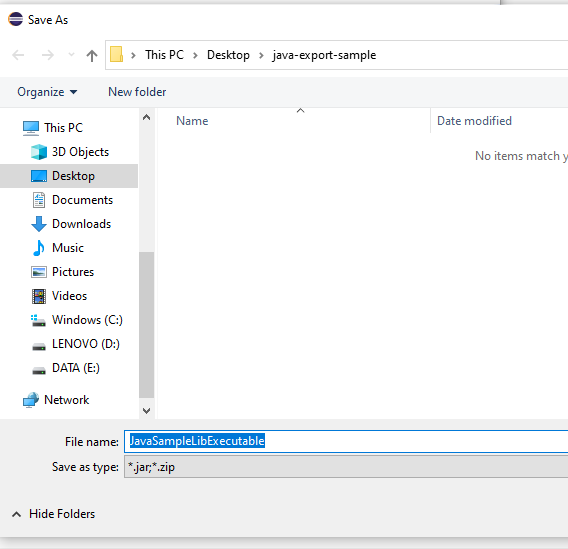 Save As
This PC > Desktop > java-export-sample
Organize New folder
Name Date modified
No items match y
This PC
3D Objects
Desktop
Documents
Downloads
Music
Pictures
Videos
Windows (C:)
LENOVO (D:)
DATA (E:)
Network
File name: JavaSampleLibExecutable
Save as type: *.jar;*.zip
Hide Folders